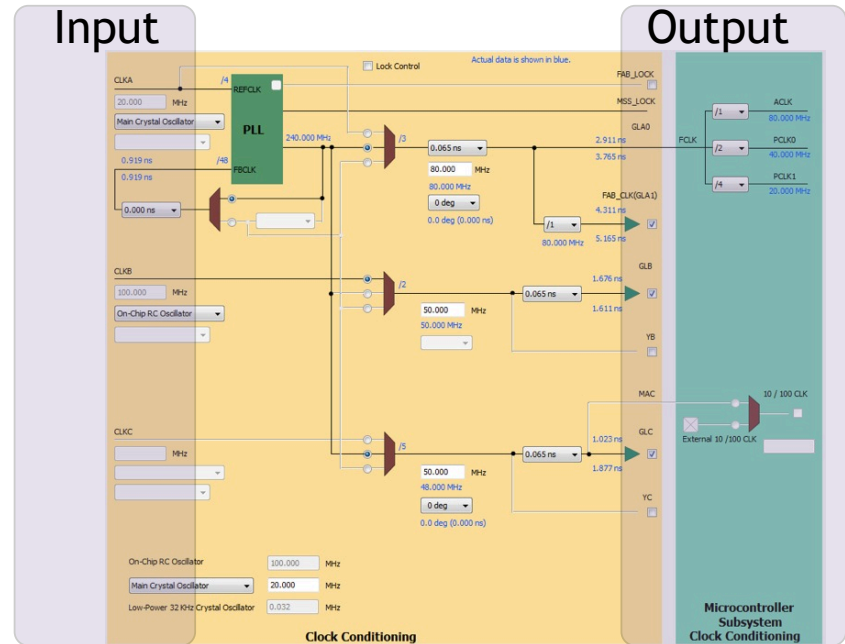 Input
Output
Actual data is shown in blue.
Lock Control
CLKA
/4
REFCLK
FAB_LOCK
20.000 MHz
MSS_LOCK
/1
ACLK
80.000 MHz
Main Crystal Oscillator
PLL
240.000 MHz
/3
0.065 ns
GLA0
2.911 ns
FCLK
/2
PCLK0
40.000 MHz
0.919 ns
/48
FBCLK
80.000 MHz
3.765 ns
0.919 ns
80.000 MHz
/4
PCLK1
20.000 MHz
0.000 ns
0 deg
FAB_CLK(GLA1)
4.311 ns
0.0 deg (0.000 ns)
/1
80.000 MHz
5.165 ns
CLKB
GLB
1.676 ns
100.000 MHz
/2
0.065 ns
On-Chip RC Oscillator
50.000 MHz
1.611 ns
50.000 MHz
YB
MAC
10 / 100 CLK
CLKC
GLC
1.023 ns
External 10 /100 CLK
MHz
/5
0.065 ns
50.000 MHz
1.877 ns
48.000 MHz
0 deg
YC
0.0 deg (0.000 ns)
On-Chip RC Oscillator 100.000 MHz
Main Crystal Oscillator 20.000 MHz
Low-Power 32 KHz Crystal Oscillator 0.032 MHz
Clock Conditioning
Microcontroller
Subsystem
Clock Conditioning